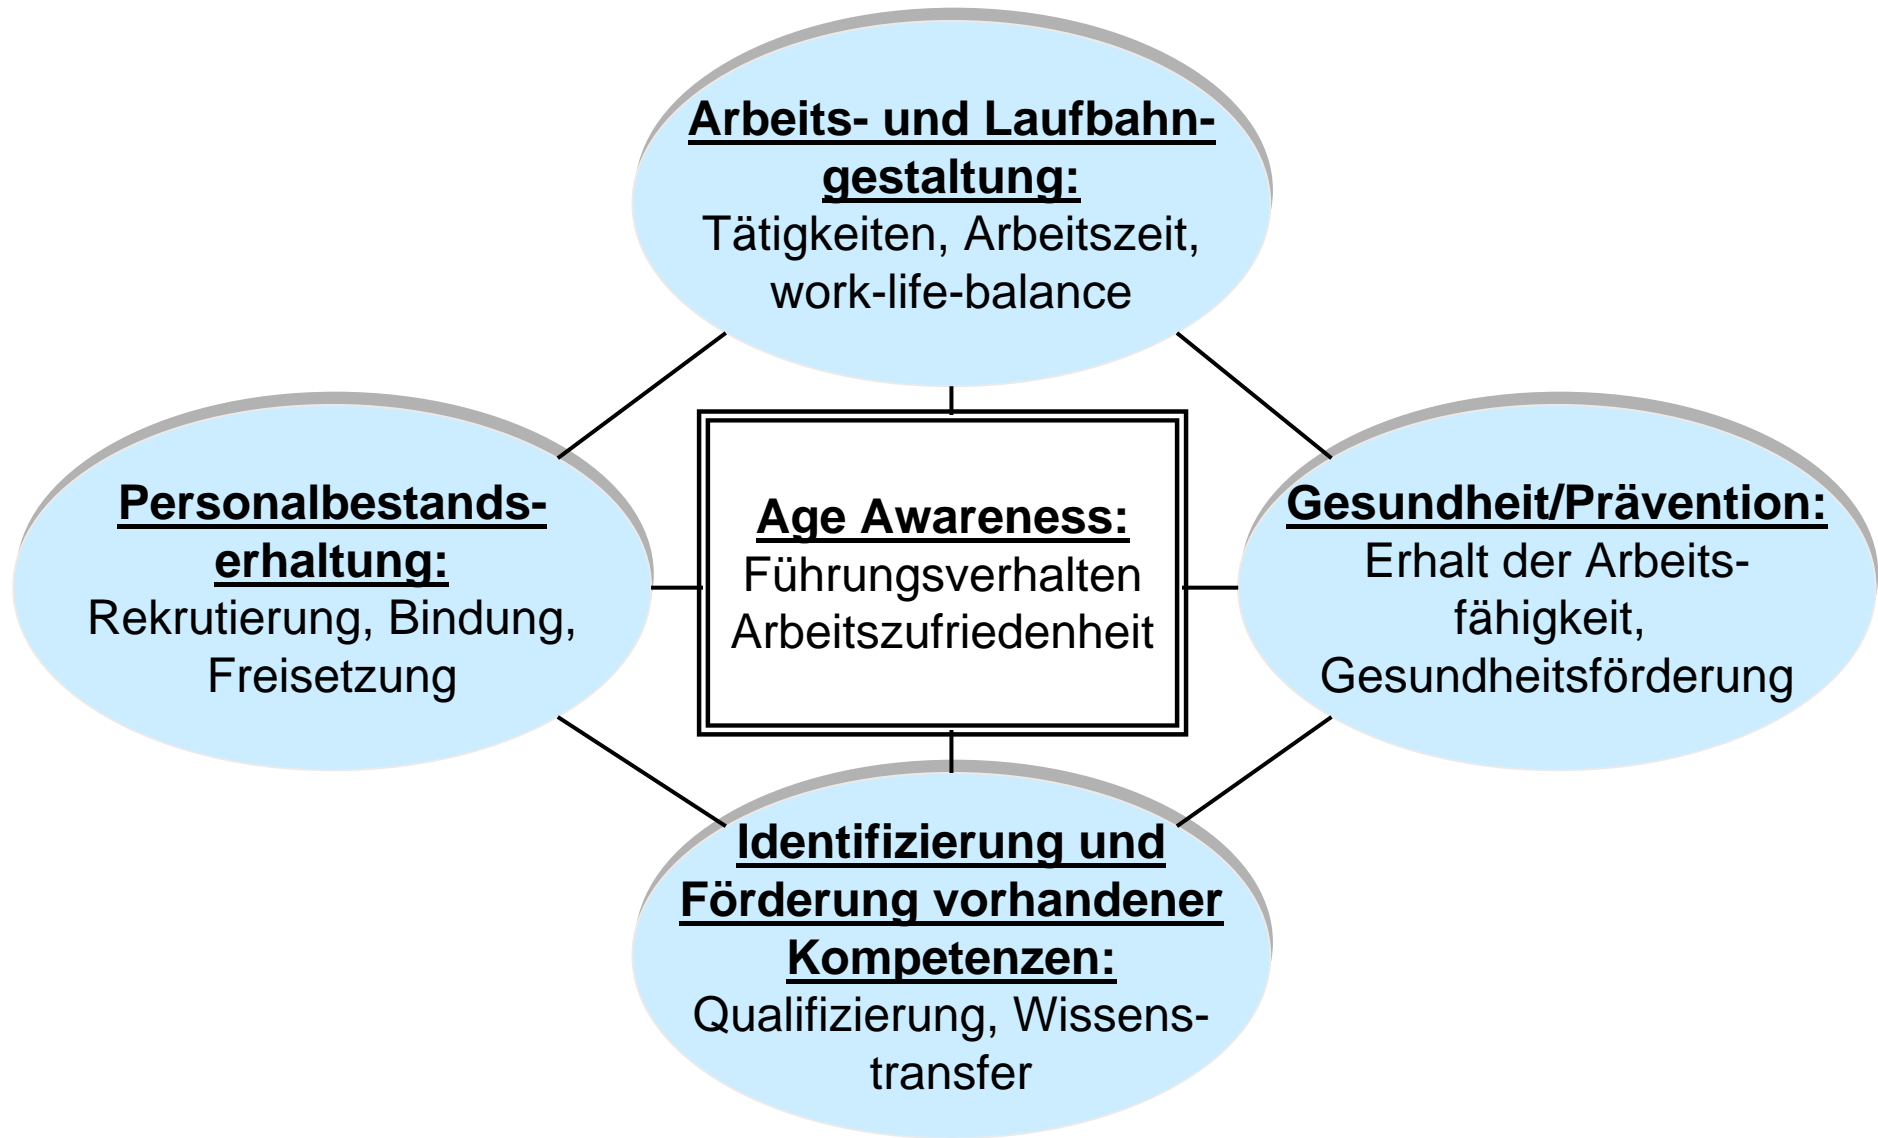 Arbeits- und Laufbahn-
gestaltung:
Tätigkeiten, Arbeitszeit,
work-life-balance
Personalbestands-
erhaltung:
Rekrutierung, Bindung,
Freisetzung
Age Awareness:
Führungsverhalten
Arbeitszufriedenheit
Gesundheit/Prävention:
Erhalt der Arbeits-
fähigkeit,
Gesundheitsförderung
Identifizierung und
Förderung vorhandener
Kompetenzen:
Qualifizierung, Wissens-
transfer